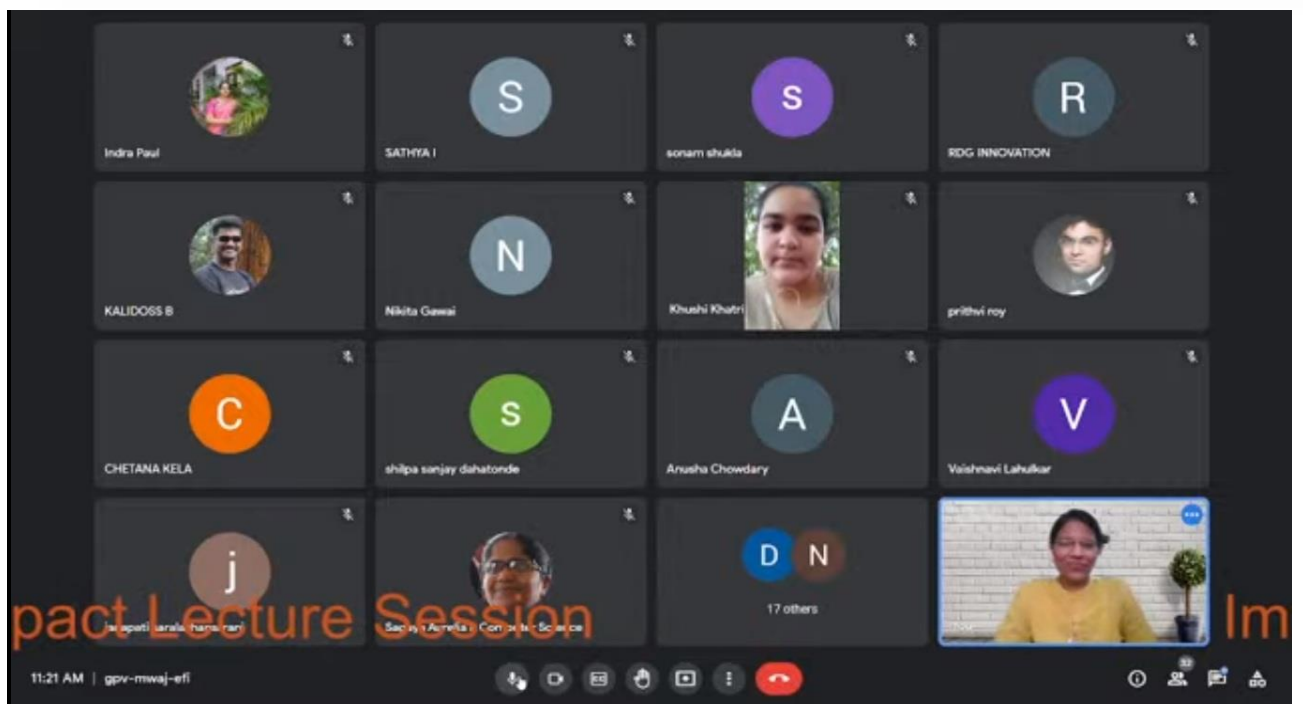 S
S
R
Indra Paul
SATHYA I
sonam shukla
RDG INNOVATION
N
KALIDOSS B
Nikita Gawai
Khushi Khatri
prithvi roy
C
S
A
V
CHETANA KELA
shilpa sanjay dahatonde
Anusha Chowdary
Vaishnavi Lahulkar
j
D N
17 others
pact Lecture Session
Im
11:21 AM | gpv-mwaj-efi
CC